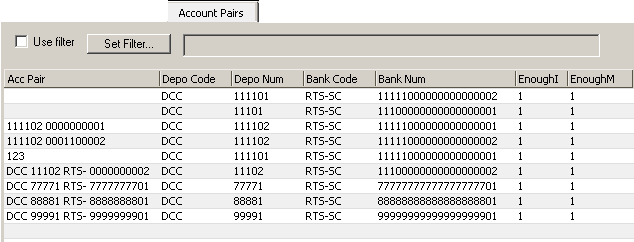 Account Pairs
Use filter Set Filter...
Acc Pair Depo Code Depo Num Bank Code Bank Num EnoughI EnoughM
DCC 111101 RTS-SC 11111000000000000002 1 1
DCC 11101 RTS-SC 11100000000000000001 1 1
111102 0000000001 DCC 111102 RTS-SC 11111000000000000001 1 1
111102 0001100002 DCC 111102 RTS-SC 11111000000000000001 1 1
123 DCC 111101 RTS-SC 11111000000000000001 1 1
DCC 11102 RTS- 0000000002 DCC 11102 RTS-SC 11100000000000000002 1 1
DCC 77771 RTS- 7777777701 DCC 77771 RTS-SC 77777777777777777701 1 1
DCC 88881 RTS- 8888888801 DCC 88881 RTS-SC 88888888888888888801 1 1
DCC 99991 RTS- 9999999901 DCC 99991 RTS-SC 99999999999999999901 1 1